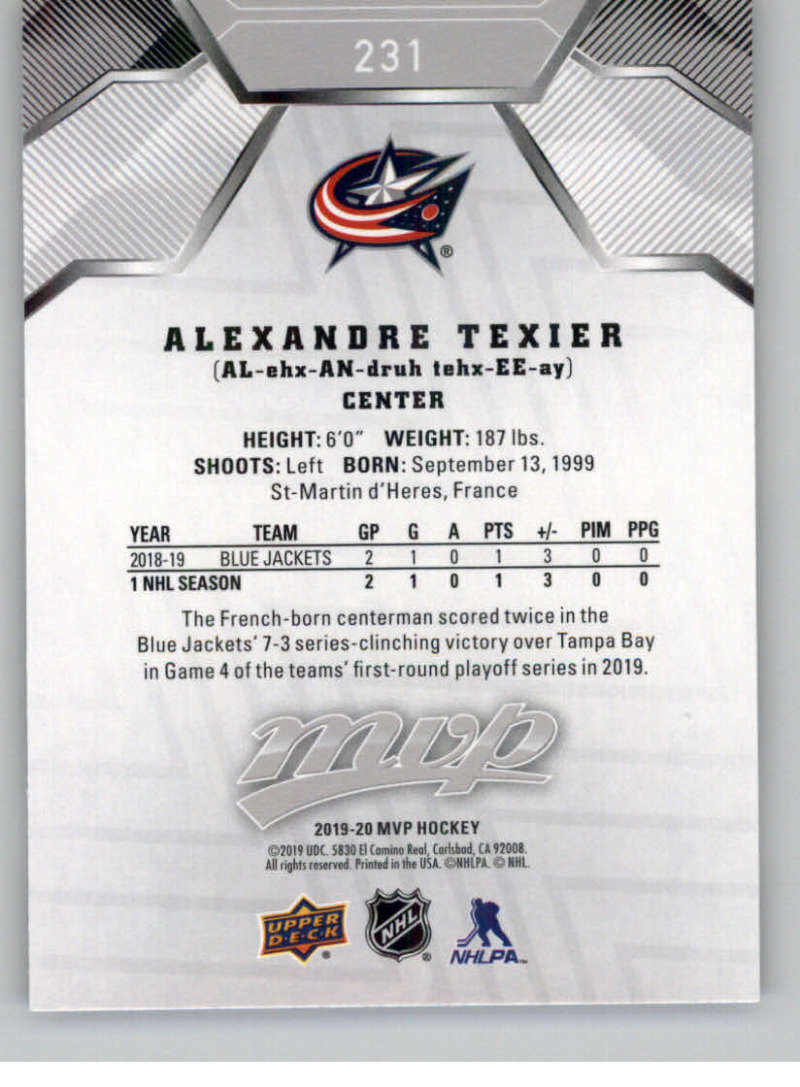 231
®
ALEXANDRE TEXIER
(AL-ehx-AN-druh tehx-EE-ay)
CENTER
HEIGHT: 6'0" WEIGHT: 187 lbs.
SHOOTS: Left BORN: September 13, 1999
St-Martin d'Heres, France
YEAR TEAM GP G A PTS +/- PIM PPG
2018-19 BLUE JACKETS 2 1 0 1 3 0 0
1 NHL SEASON 2 1 0 1 3 0 0
The French-born centerman scored twice in the
Blue Jackets' 7-3 series-clinching victory over Tampa Bay
in Game 4 of the teams' first-round playoff series in 2019.
mvp
2019-20 MVP HOCKEY
©2019 UDC. 5830 El Camino Real, Carlsbad, CA 92008.
All rights reserved. Printed in the USA. ©NHLPA. © NHL.
UPPER
D·E·C·K
®
NHL
®
NHLPA™